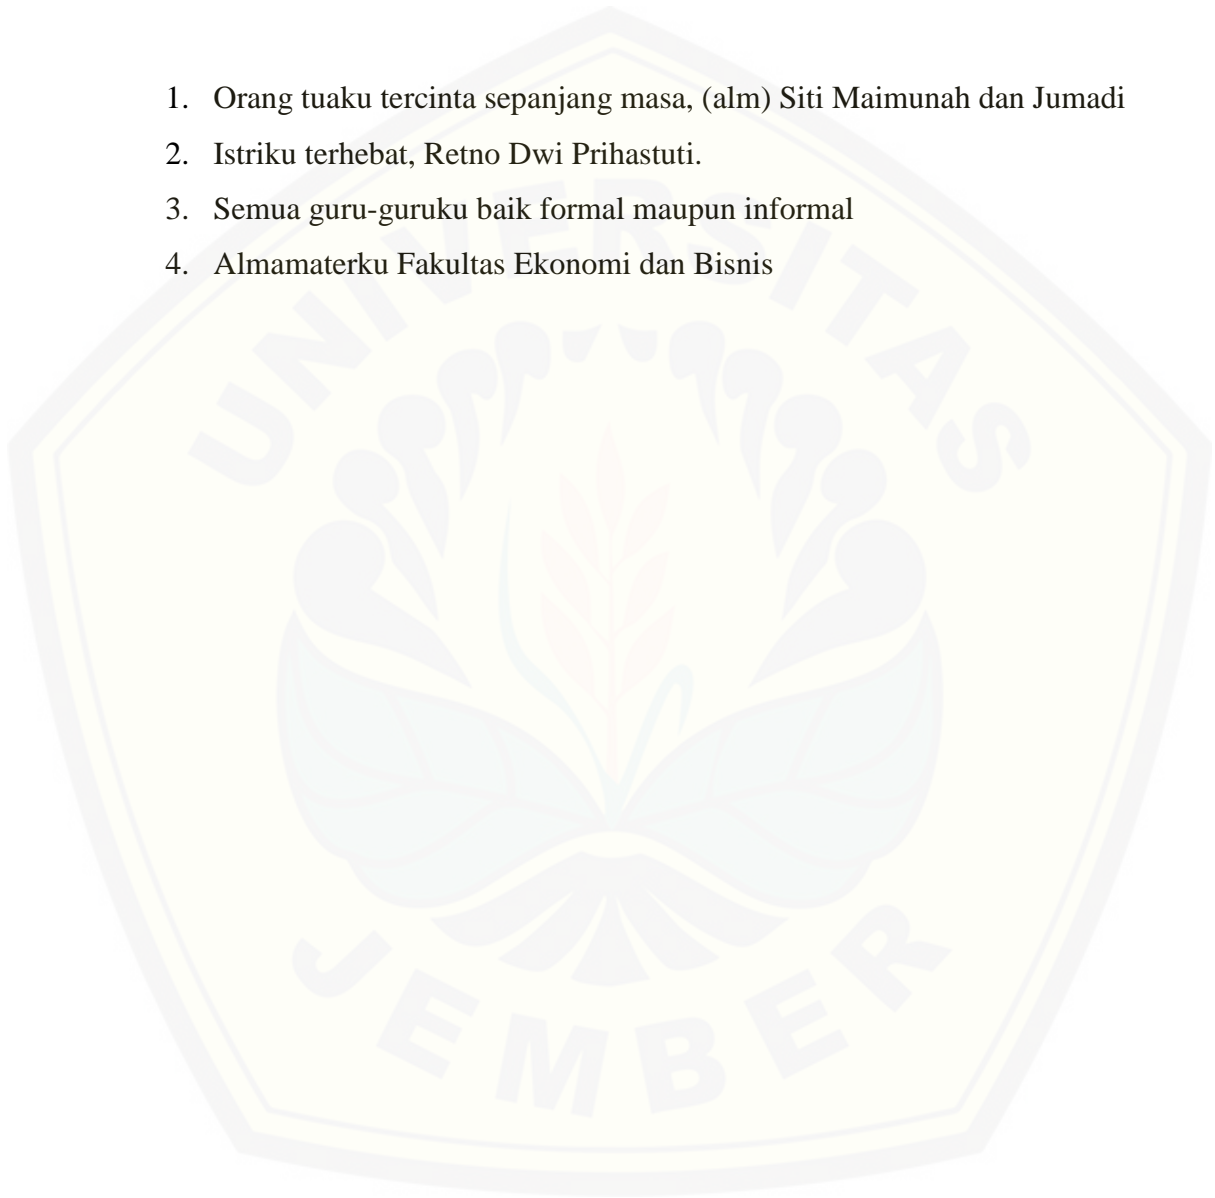 1. Orang tuaku tercinta sepanjang masa, (alm) Siti Maimunah dan Jumadi
2. Istriku terhebat, Retno Dwi Prihastuti.
3. Semua guru-guruku baik formal maupun informal
4. Almamaterku Fakultas Ekonomi dan Bisnis
UNIVERSITAS
JEMBER